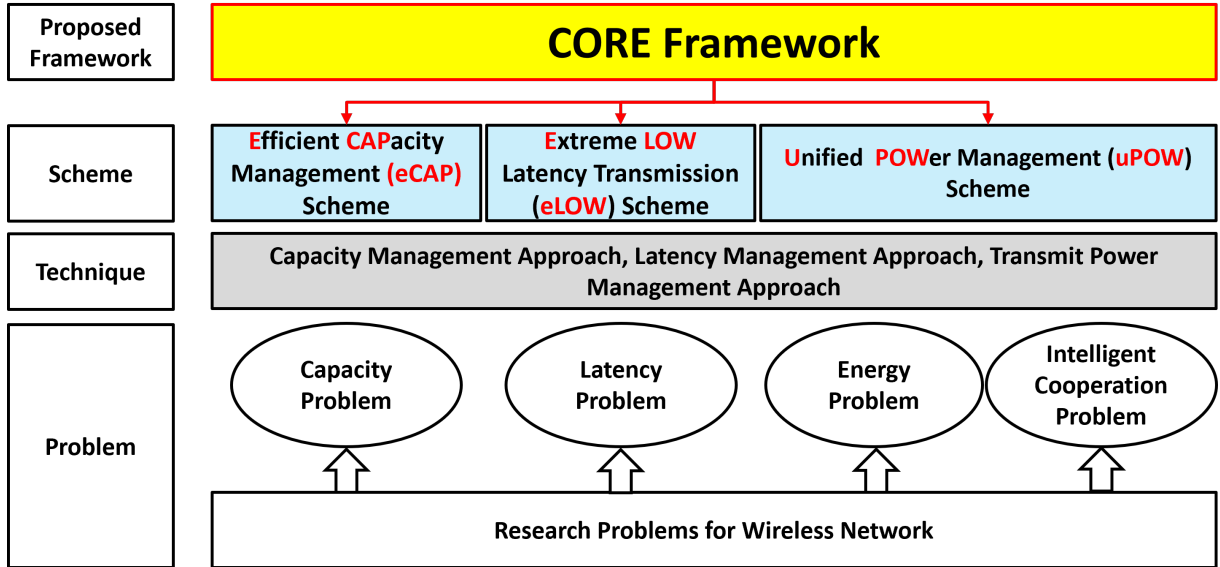 Proposed
Framework
CORE Framework
Scheme
Efficient CAPacity
Management (eCAP)
Scheme
Extreme LOW
Latency Transmission
(eLOW) Scheme
Unified POWer Management (uPOW)
Scheme
Technique
Capacity Management Approach, Latency Management Approach, Transmit Power
Management Approach
Problem
Capacity
Problem
Latency
Problem
Energy
Problem
Intelligent
Cooperation
Problem
Research Problems for Wireless Network